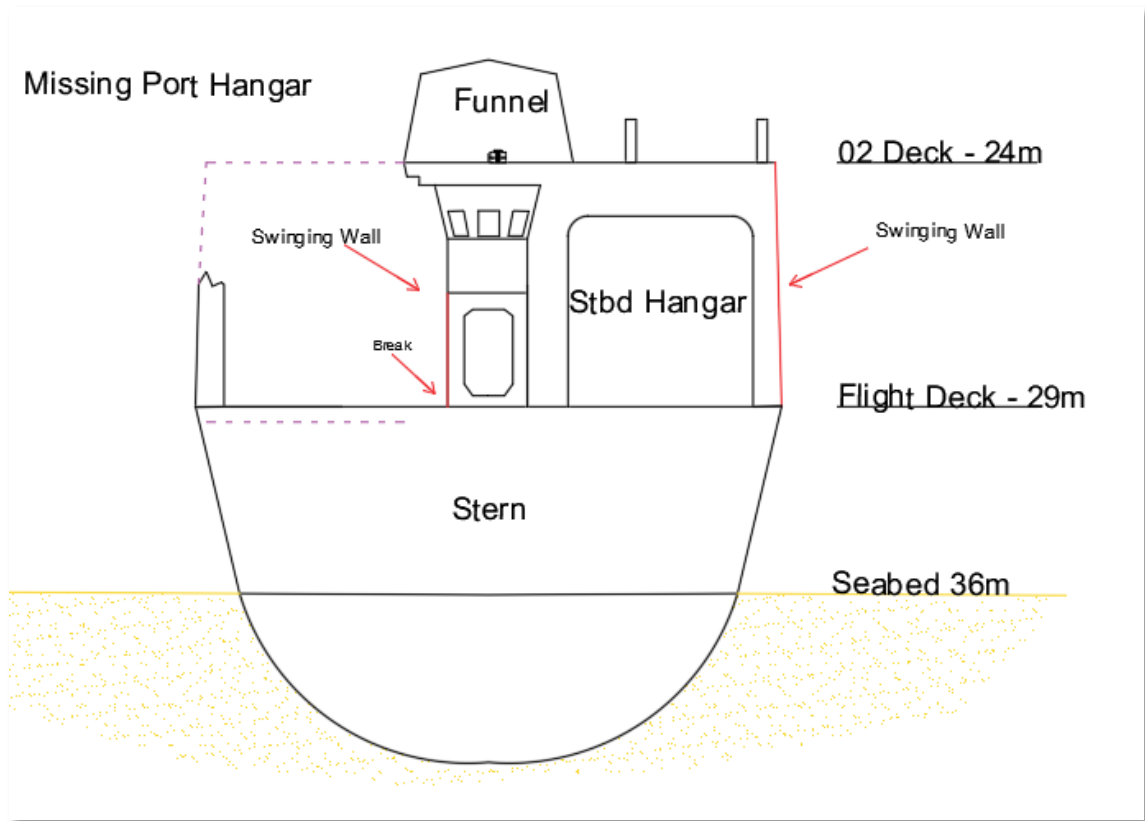 Missing Port Hangar
Funnel
02 Deck - 24m
Swinging Wall
Swinging Wall
Stbd Hangar
Break
Flight Deck - 29m
Stern
Seabed 36m